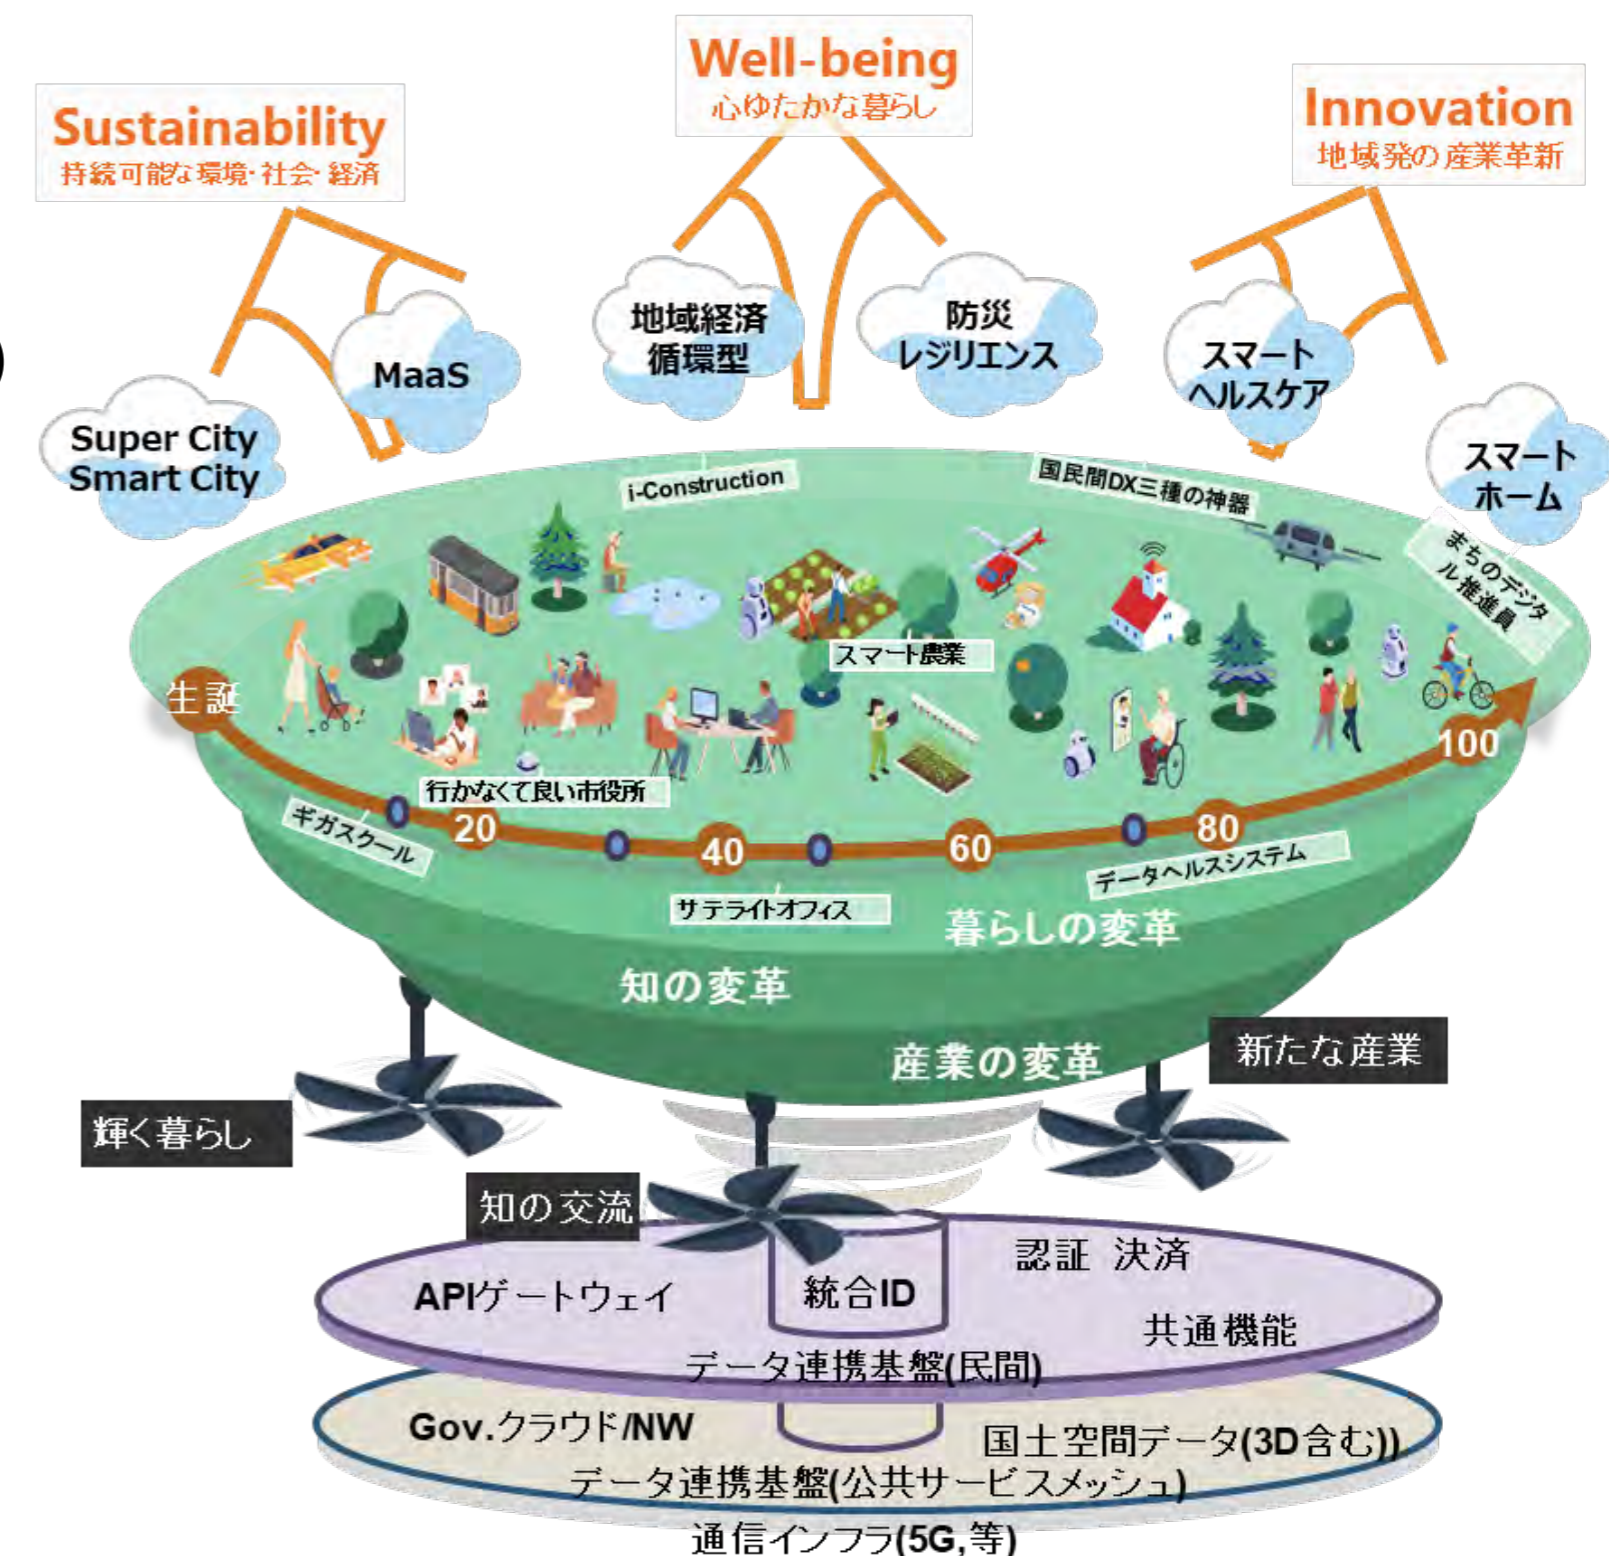 Well-being
心ゆたかな暮らし
Sustainability
持続可能な環境・社会・経済
Innovation
地域発の産業革新
Super City
Smart City
MaaS
地域経済
循環型
防災
レジリエンス
スマート
ヘルスケア
スマート
ホーム
i-Construction
国民間DX三種の神器
まちのデジタ
ル推進員
スマート農業
生誕
行かなくて良い市役所
ギガスクール
20
40
60
80
100
サテライトオフィス
データヘルスシステム
暮らしの変革
知の変革
産業の変革
新たな産業
輝く暮らし
知の交流
APIゲートウェイ
統合ID
認証 決済
共通機能
データ連携基盤(民間)
Gov.クラウド/NW
国土空間データ(3D含む))
データ連携基盤(公共サービスメッシュ)
通信インフラ(5G,等)
)